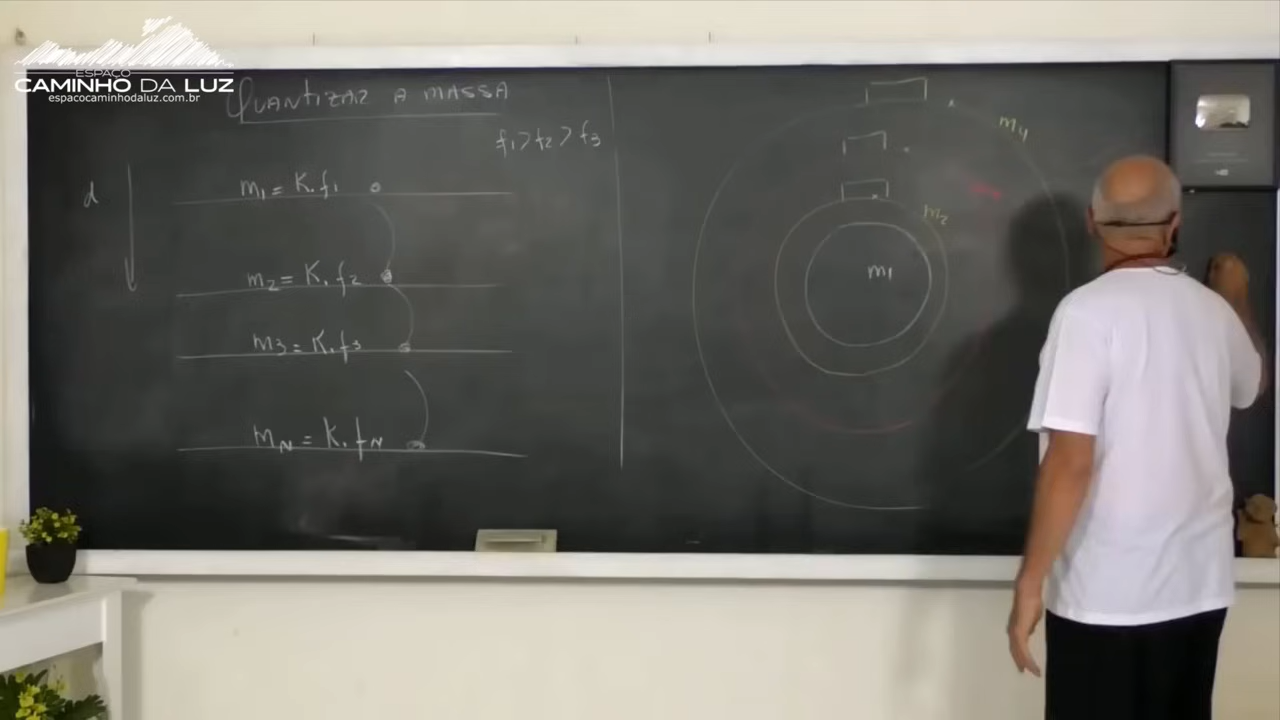 ESPAÇO
CAMINHO DA LUZ
espacocaminhodaluz.com.br
QUANTIZAR A MASSA
f1 > f2 > f3
d
m1 = K.f1
m2 = K.f2
m3 = K.f3
mN = K.fN
m4
m2
m1